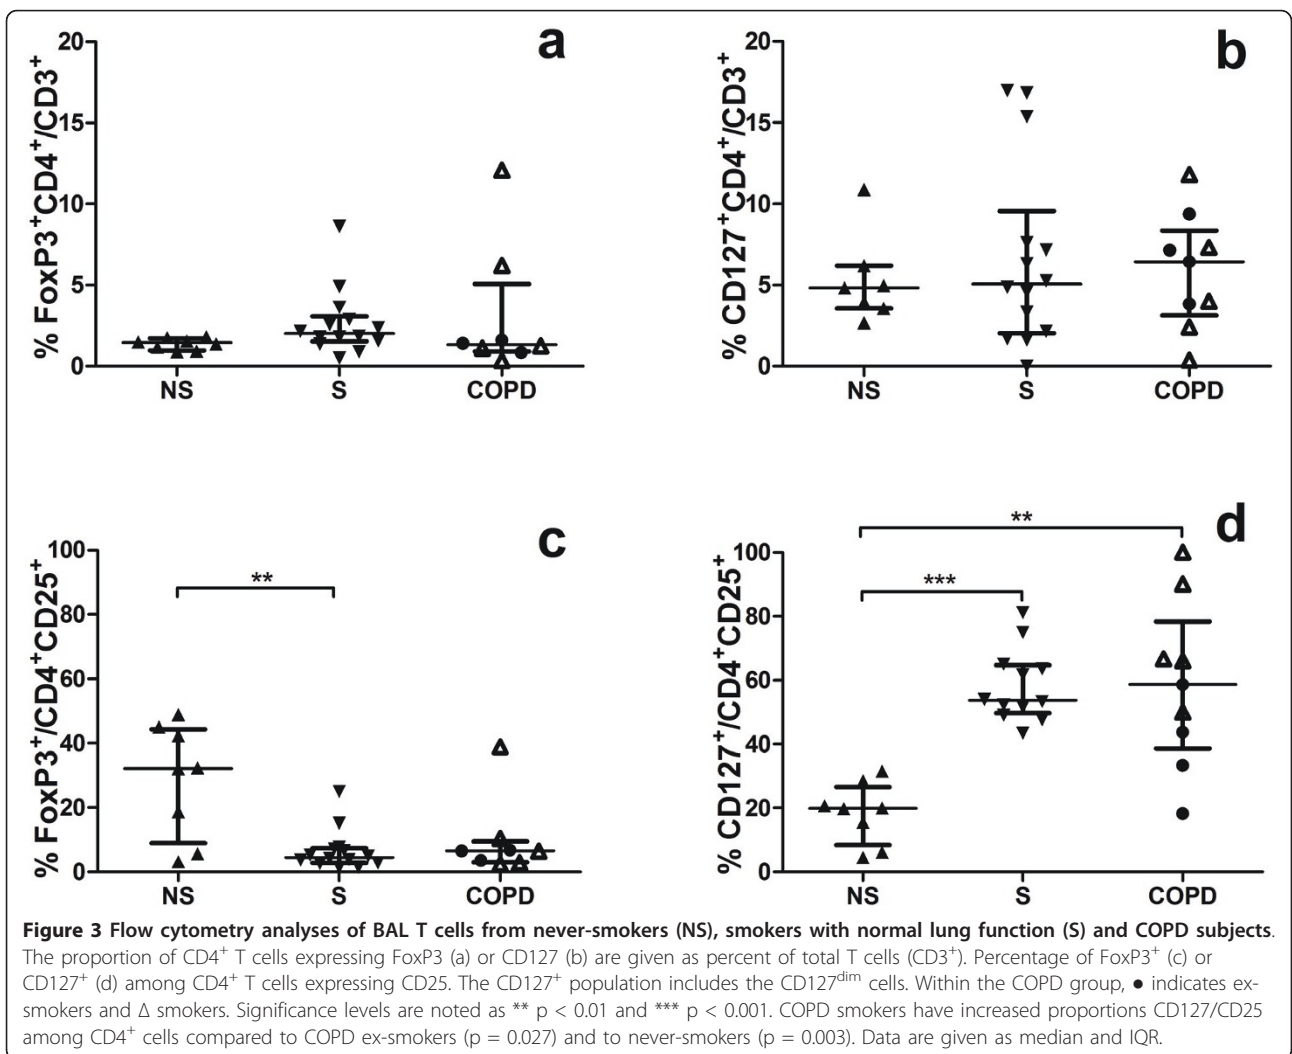 a
% FoxP3⁺CD4⁺/CD3⁺
20
15
10
5
0
NS S COPD
b
% CD127⁺CD4⁺/CD3⁺
20
15
10
5
0
NS S COPD
c
% FoxP3⁺/CD4⁺CD25⁺
100
80
60
40
20
0
**
NS S COPD
d
% CD127⁺/CD4⁺CD25⁺
100
80
60
40
20
0
**
***
NS S COPD
Figure 3 Flow cytometry analyses of BAL T cells from never-smokers (NS), smokers with normal lung function (S) and COPD subjects.
The proportion of CD4⁺ T cells expressing FoxP3 (a) or CD127 (b) are given as percent of total T cells (CD3⁺). Percentage of FoxP3⁺ (c) or
CD127⁺ (d) among CD4⁺ T cells expressing CD25. The CD127⁺ population includes the CD127ᵈⁱᵐ cells. Within the COPD group, ● indicates ex-
smokers and Δ smokers. Significance levels are noted as ** p < 0.01 and *** p < 0.001. COPD smokers have increased proportions CD127/CD25
among CD4⁺ cells compared to COPD ex-smokers (p = 0.027) and to never-smokers (p = 0.003). Data are given as median and IQR.